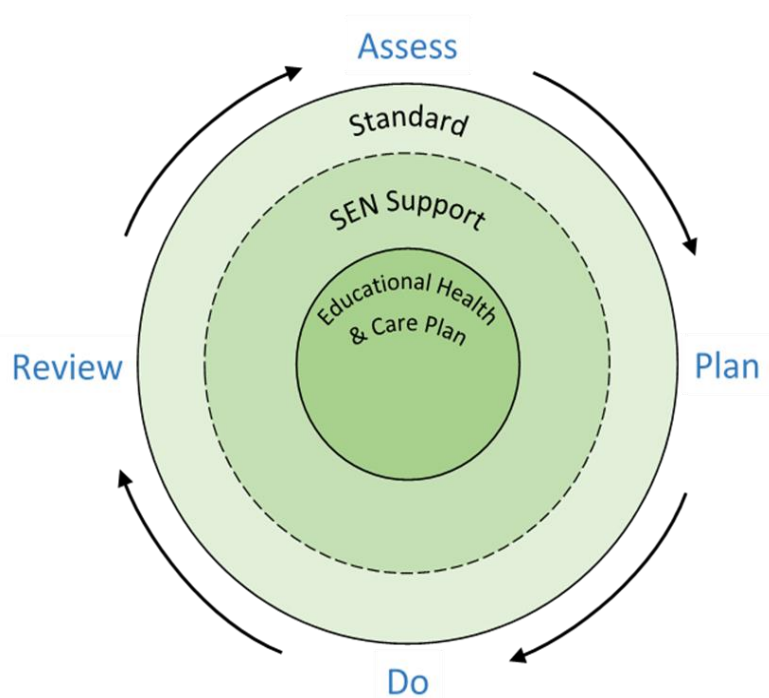 Assess
Standard
SEN Support
Educational Health
& Care Plan
Review
Plan
Do